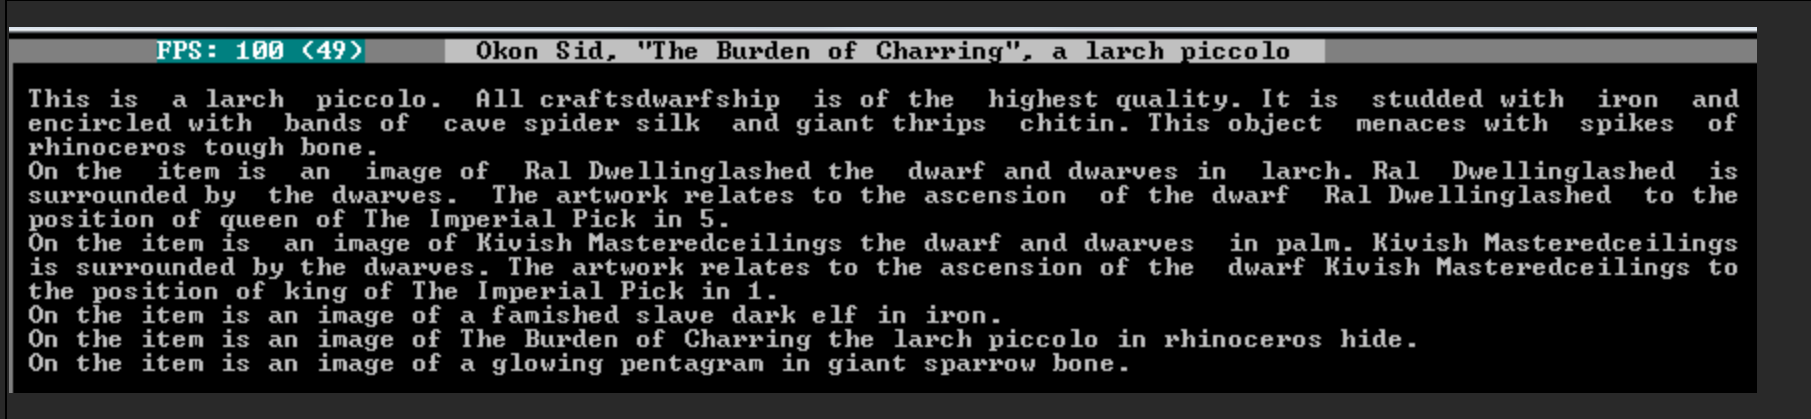 FPS: 100 (49) Okon Sid, "The Burden of Charring", a larch piccolo
This is a larch piccolo. All craftsdwarfship is of the highest quality. It is studded with iron and
encircled with bands of cave spider silk and giant thrips chitin. This object menaces with spikes of
rhinoceros tough bone.
On the item is an image of Ral Dwellinglashed the dwarf and dwarves in larch. Ral Dwellinglashed is
surrounded by the dwarves. The artwork relates to the ascension of the dwarf Ral Dwellinglashed to the
position of queen of The Imperial Pick in 5.
On the item is an image of Kivish Masteredceilings the dwarf and dwarves in palm. Kivish Masteredceilings
is surrounded by the dwarves. The artwork relates to the ascension of the dwarf Kivish Masteredceilings to
the position of king of The Imperial Pick in 1.
On the item is an image of a famished slave dark elf in iron.
On the item is an image of The Burden of Charring the larch piccolo in rhinoceros hide.
On the item is an image of a glowing pentagram in giant sparrow bone.